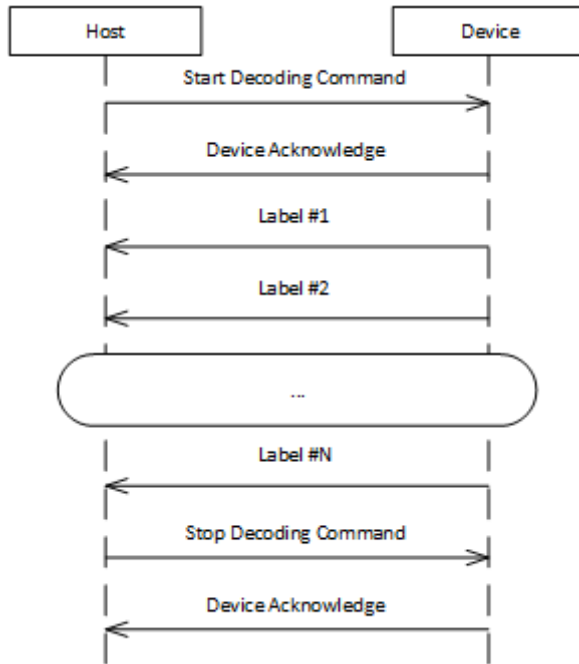 Host
Device
Start Decoding Command
Device Acknowledge
Label #1
Label #2
...
Label #N
Stop Decoding Command
Device Acknowledge